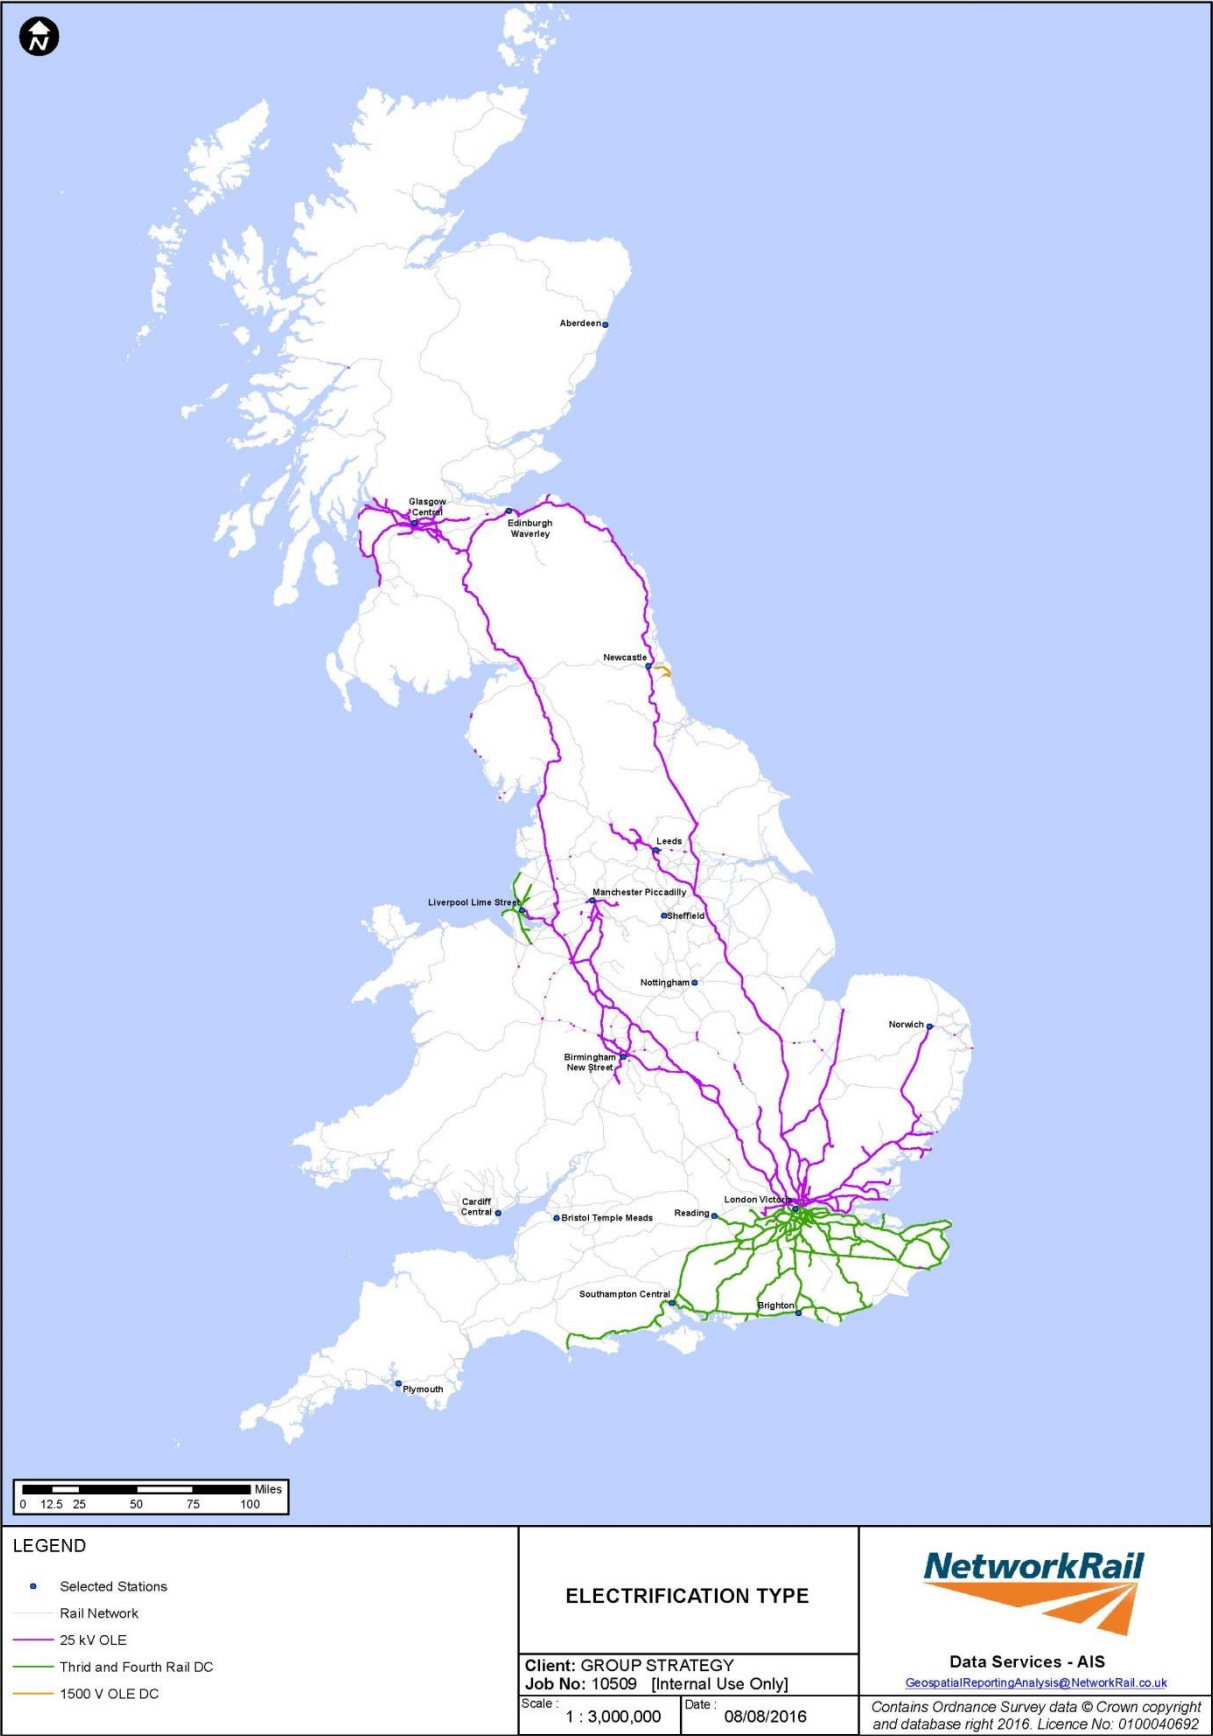 N
Aberdeen
Glasgow
Central
Edinburgh
Waverley
Newcastle
Leeds
Manchester Piccadilly
Liverpool Lime Street
Sheffield
Nottingham
Norwich
Birmingham
New Street
London Victoria
Cardiff
Central
Bristol Temple Meads
Reading
Southampton Central
Brighton
Plymouth
Miles
0 12.5 25 50 75 100
LEGEND
Selected Stations
Rail Network
25 kV OLE
Thrid and Fourth Rail DC
1500 V OLE DC
ELECTRIFICATION TYPE
Client: GROUP STRATEGY
Job No: 10509 [Internal Use Only]
Scale :
1 : 3,000,000
Date :
08/08/2016
NetworkRail
Data Services - AIS
GeospatialReportingAnalysis@NetworkRail.co.uk
Contains Ordnance Survey data © Crown copyright
and database right 2016. Licence No: 0100040692